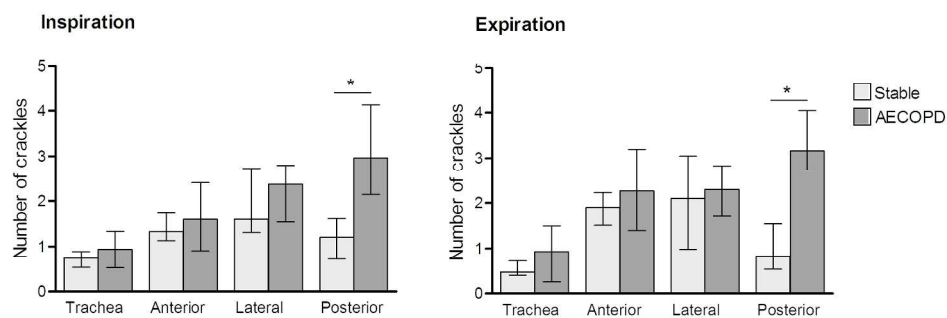 Inspiration
Number of crackles
5
4
3
2
1
0
*
Trachea Anterior Lateral Posterior
Expiration
Number of crackles
5
4
3
2
1
0
*
Trachea Anterior Lateral Posterior
Stable
AECOPD